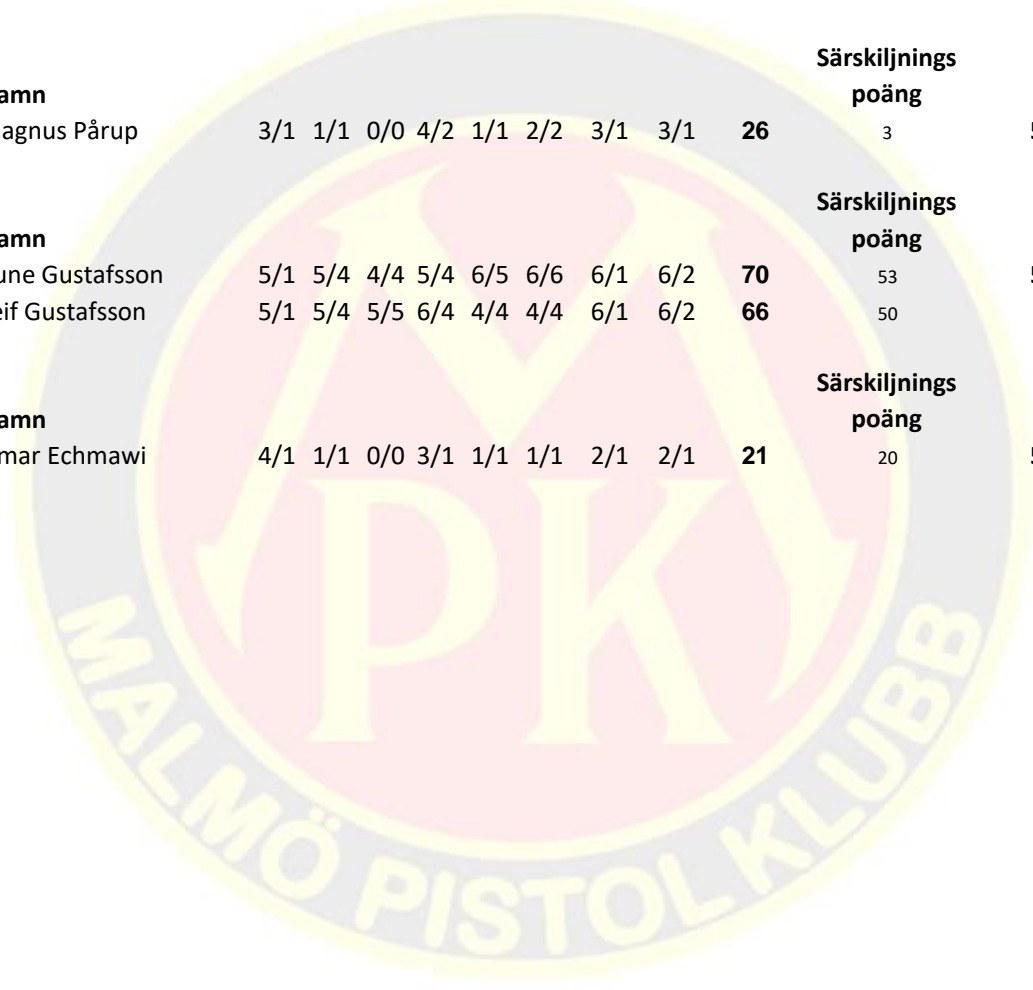 Särskiljnings
amn poäng
agnus Pårup 3/1 1/1 0/0 4/2 1/1 2/2 3/1 3/1 26 3 5
Särskiljnings
amn poäng
une Gustafsson 5/1 5/4 4/4 5/4 6/5 6/6 6/1 6/2 70 53 5
eif Gustafsson 5/1 5/4 5/5 6/4 4/4 4/4 6/1 6/2 66 50
Särskiljnings
amn poäng
mar Echmawi 4/1 1/1 0/0 3/1 1/1 1/1 2/1 2/1 21 20 5
M
PK
MALMÖ PISTOL KLUBB